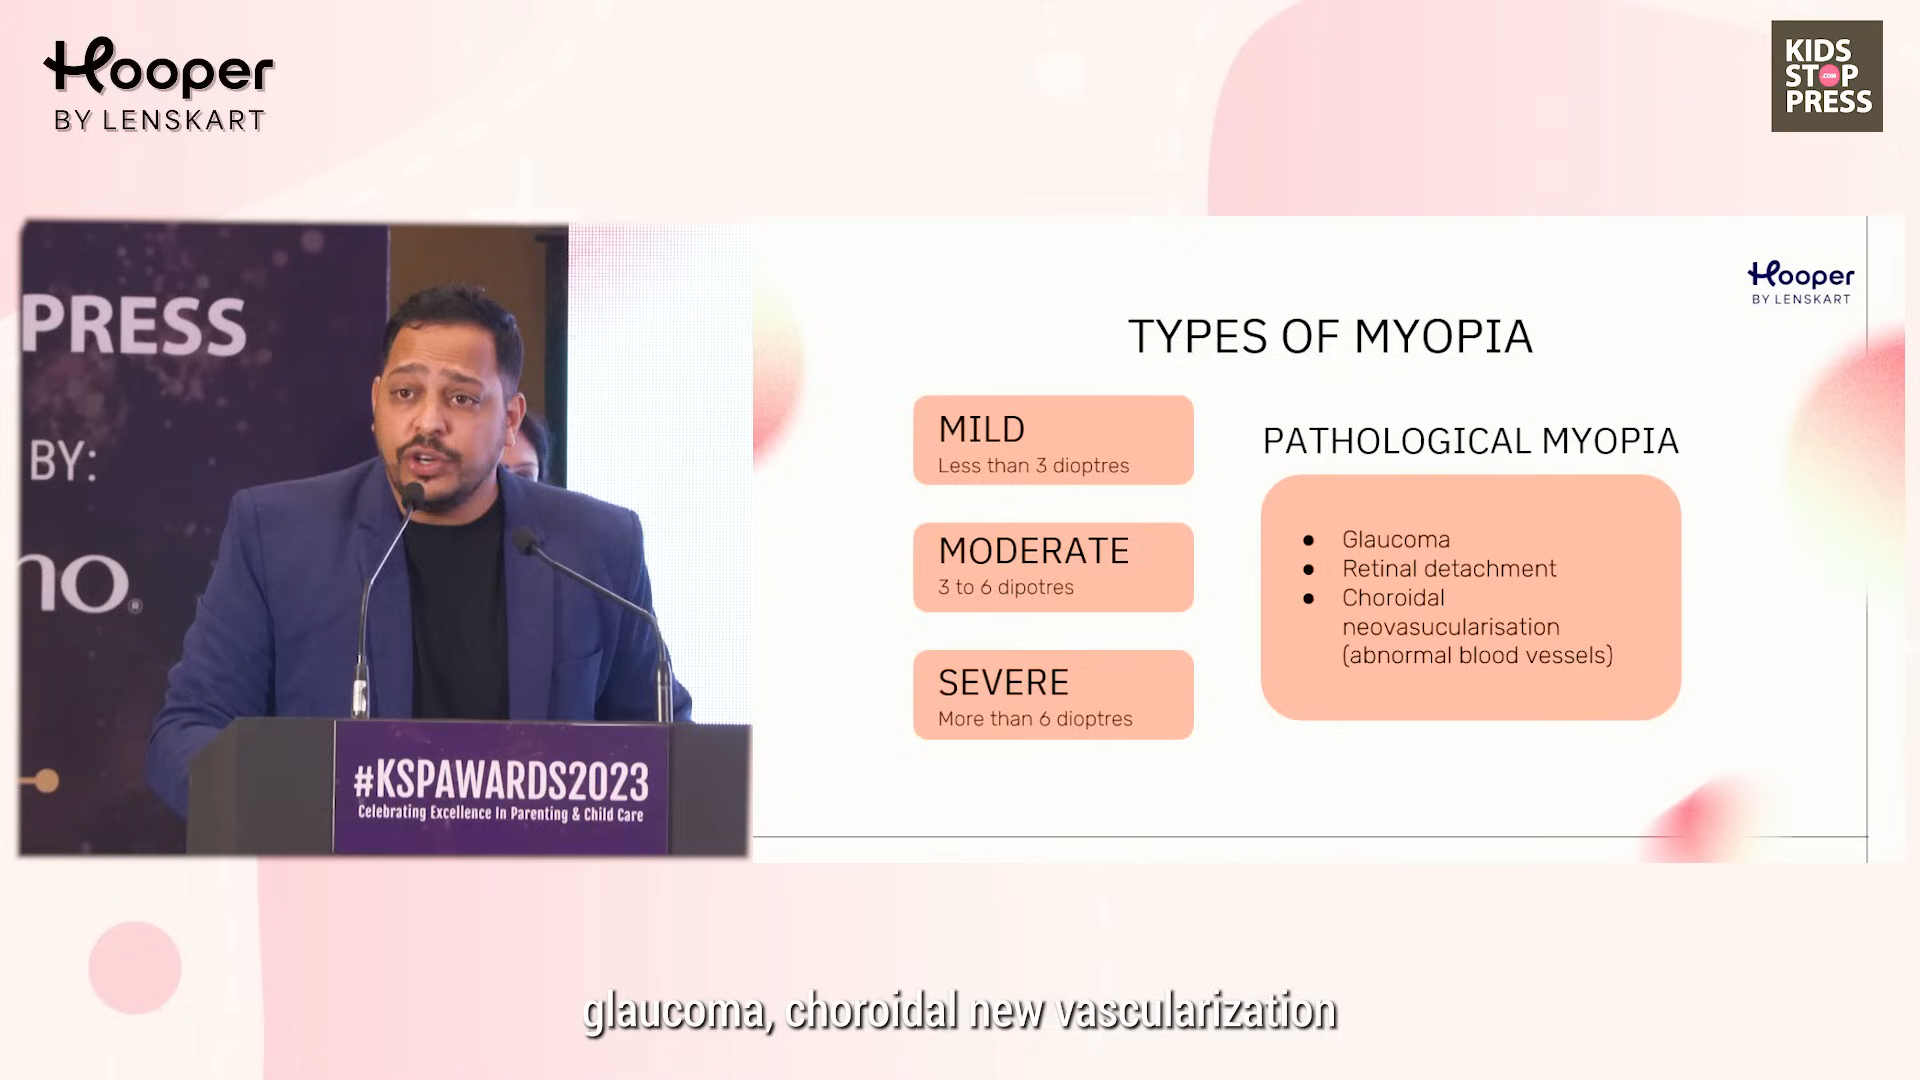 Hooper
BY LENSKART
KIDS
STOP
.COM
PRESS
PRESS
BY:
no®
#KSPAWARDS2023
Celebrating Excellence In Parenting & Child Care
Hooper
BY LENSKART
TYPES OF MYOPIA
MILD
Less than 3 dioptres
MODERATE
3 to 6 dipotres
SEVERE
More than 6 dioptres
PATHOLOGICAL MYOPIA
● Glaucoma
● Retinal detachment
● Choroidal
neovasucularisation
(abnormal blood vessels)
glaucoma, choroidal new vascularization